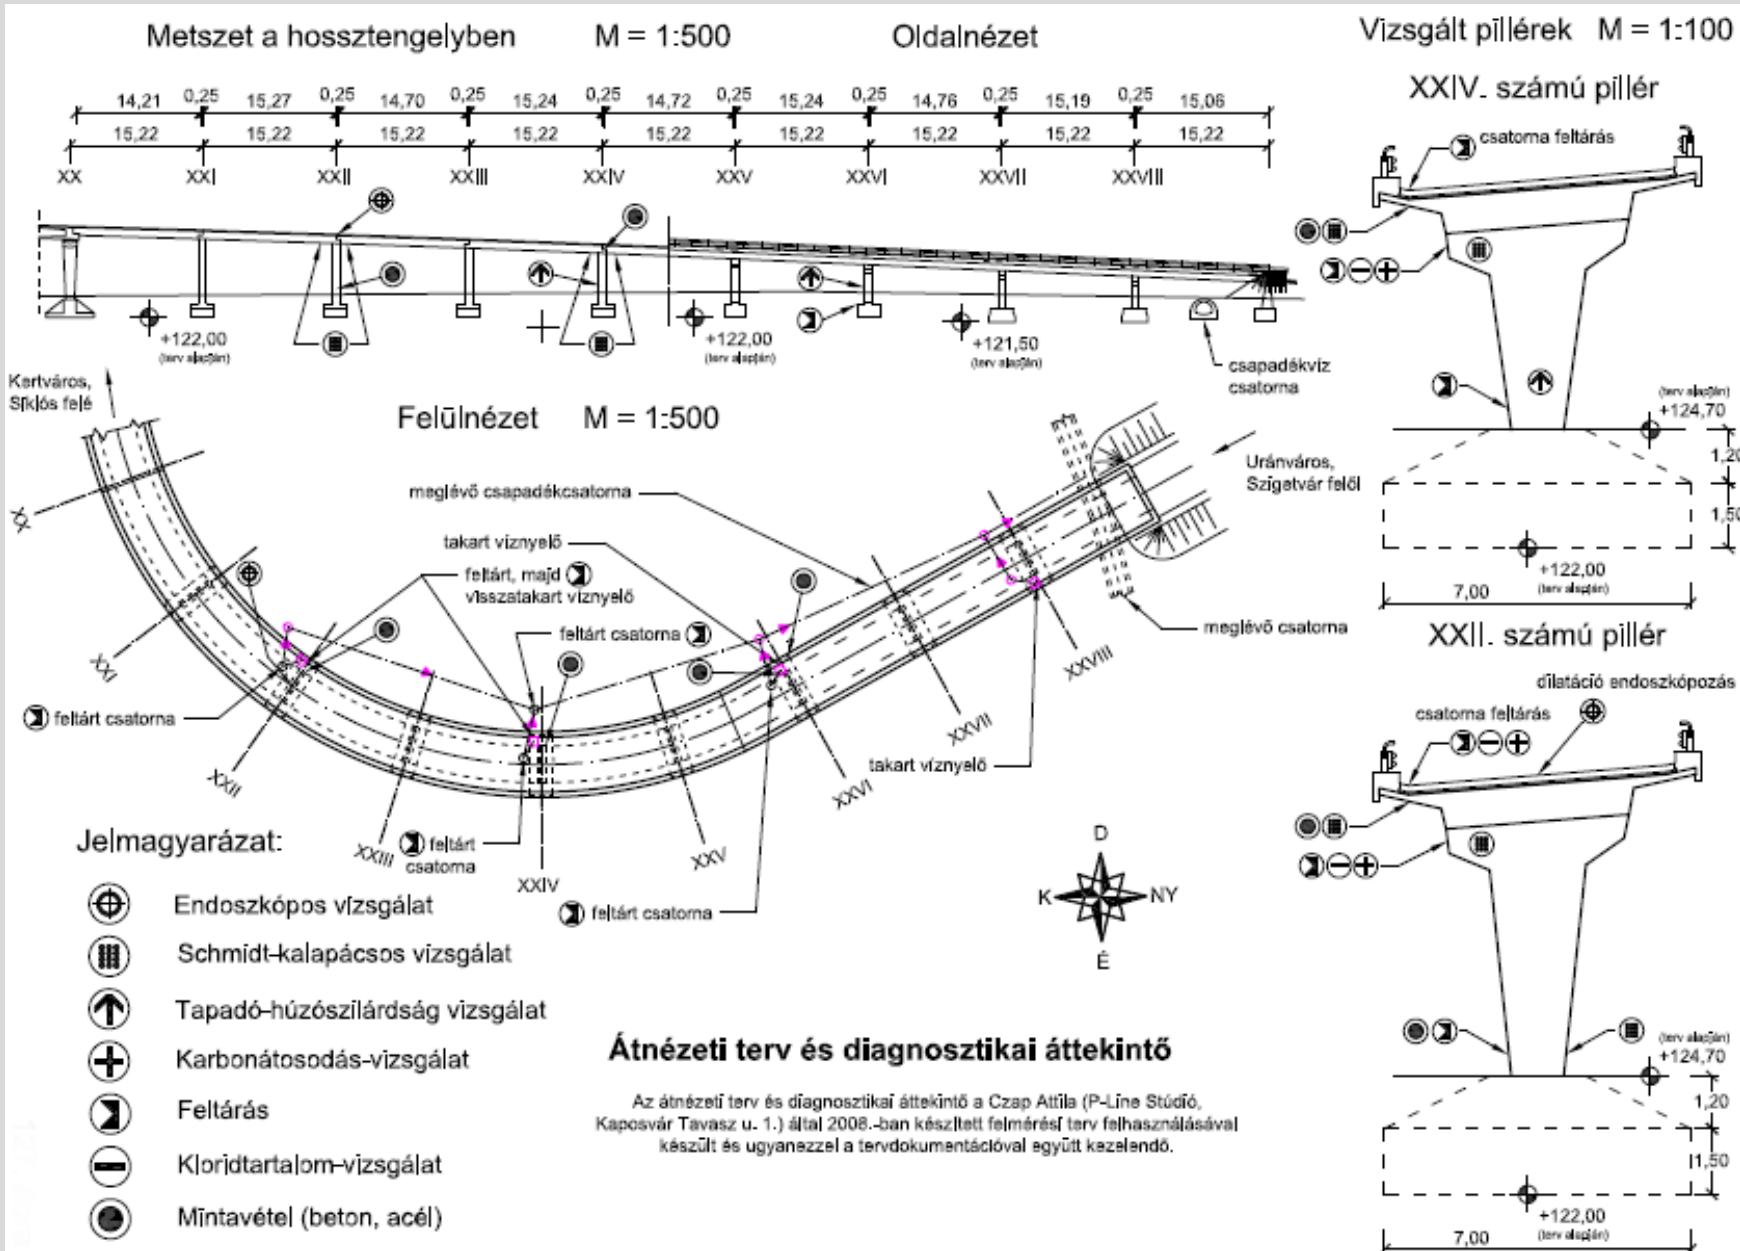 Metszet a hossztengelyben M = 1:500 Oldalnézet
14,21 0,25 15,27 0,25 14,70 0,25 15,24 0,25 14,72 0,25 15,24 0,25 14,76 0,25 15,19 0,25 15,06
15,22 15,22 15,22 15,22 15,22 15,22 15,22 15,22 15,22
XX XXI XXII XXIII XXIV XXV XXVI XXVII XXVIII
+122,00
(terv alapján)
+122,00
(terv alapján)
+121,50
(terv alapján)
csapadékvíz
csatorna
Kertváros,
Siklós felé
Felülnézet M = 1:500
Uránváros,
Szigetvár felől
meglévő csapadékcsatorna
takart víznyelő
feltárt, majd
visszatakart víznyelő
feltárt csatorna
meglévő csatorna
feltárt csatorna
takart víznyelő
feltárt
csatorna
feltárt csatorna
XX
XXI
XXII
XXIII
XXIV
XXV
XXVI
XXVII
XXVIII
D
K NY
É
Jelmagyarázat:
Endoszkópos vizsgálat
Schmidt-kalapácsos vizsgálat
Tapadó-húzószilárdság vizsgálat
Karbonátosodás-vizsgálat
Feltárás
Kloridtartalom-vizsgálat
Mintavétel (beton, acél)
Átnézeti terv és diagnosztikai áttekintő
Az átnézeti terv és diagnosztikai áttekintő a Czap Attila (P-Line Stúdió,
Kaposvár Tavasz u. 1.) által 2008.-ban készített felmérési terv felhasználásával
készült és ugyanezzel a tervdokumentációval együtt kezelendő.
Vizsgált pillérek M = 1:100
XXIV. számú pillér
csatorna feltárás
(terv alapján)
+124,70
1,20
1,50
+122,00
(terv alapján)
7,00
XXII. számú pillér
dilatáció endoszkópozás
csatorna feltárás
(terv alapján)
+124,70
1,20
1,50
+122,00
(terv alapján)
7,00